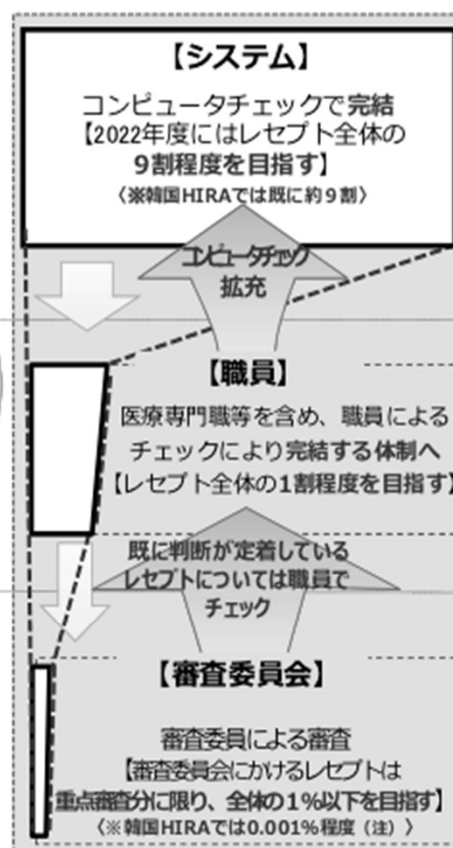 【システム】
コンピュータチェックで完結
【2022年度にはレセプト全体の
9割程度を目指す】
〈※韓国HIRAでは既に約9割〉
コンピュータチェック
拡充
【職員】
医療専門職等を含め、職員による
チェックにより完結する体制へ
【レセプト全体の1割程度を目指す】
既に判断が定着している
レセプトについては職員で
チェック
【審査委員会】
審査委員による審査
【審査委員会にかけるレセプトは
重点審査分に限り、全体の1%以下を目指す】
〈※韓国HIRAでは0.001%程度（注）〉